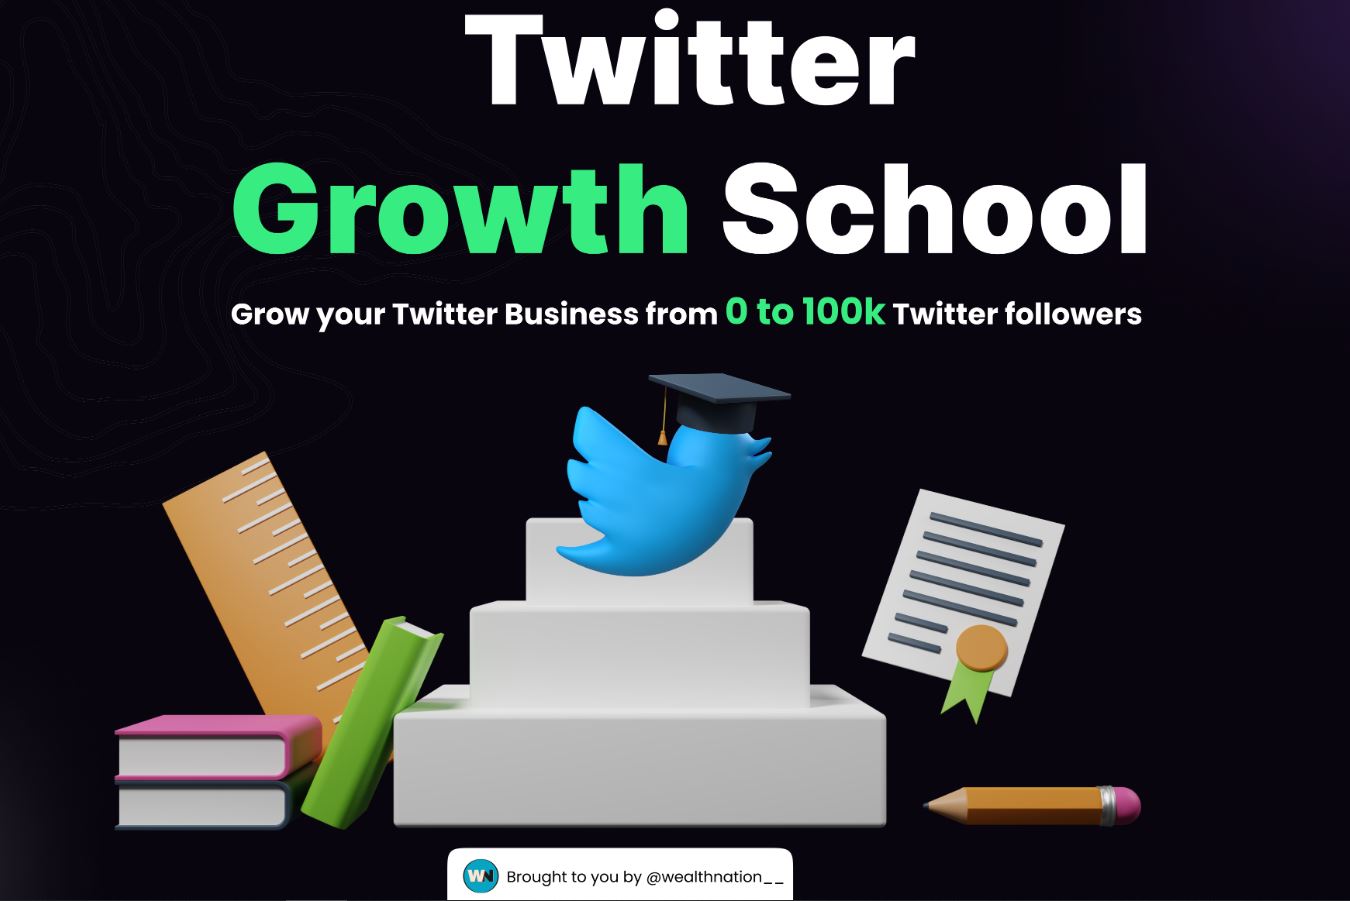 Twitter
Growth School
Grow your Twitter Business from 0 to 100k Twitter followers
WN Brought to you by @wealthnation__